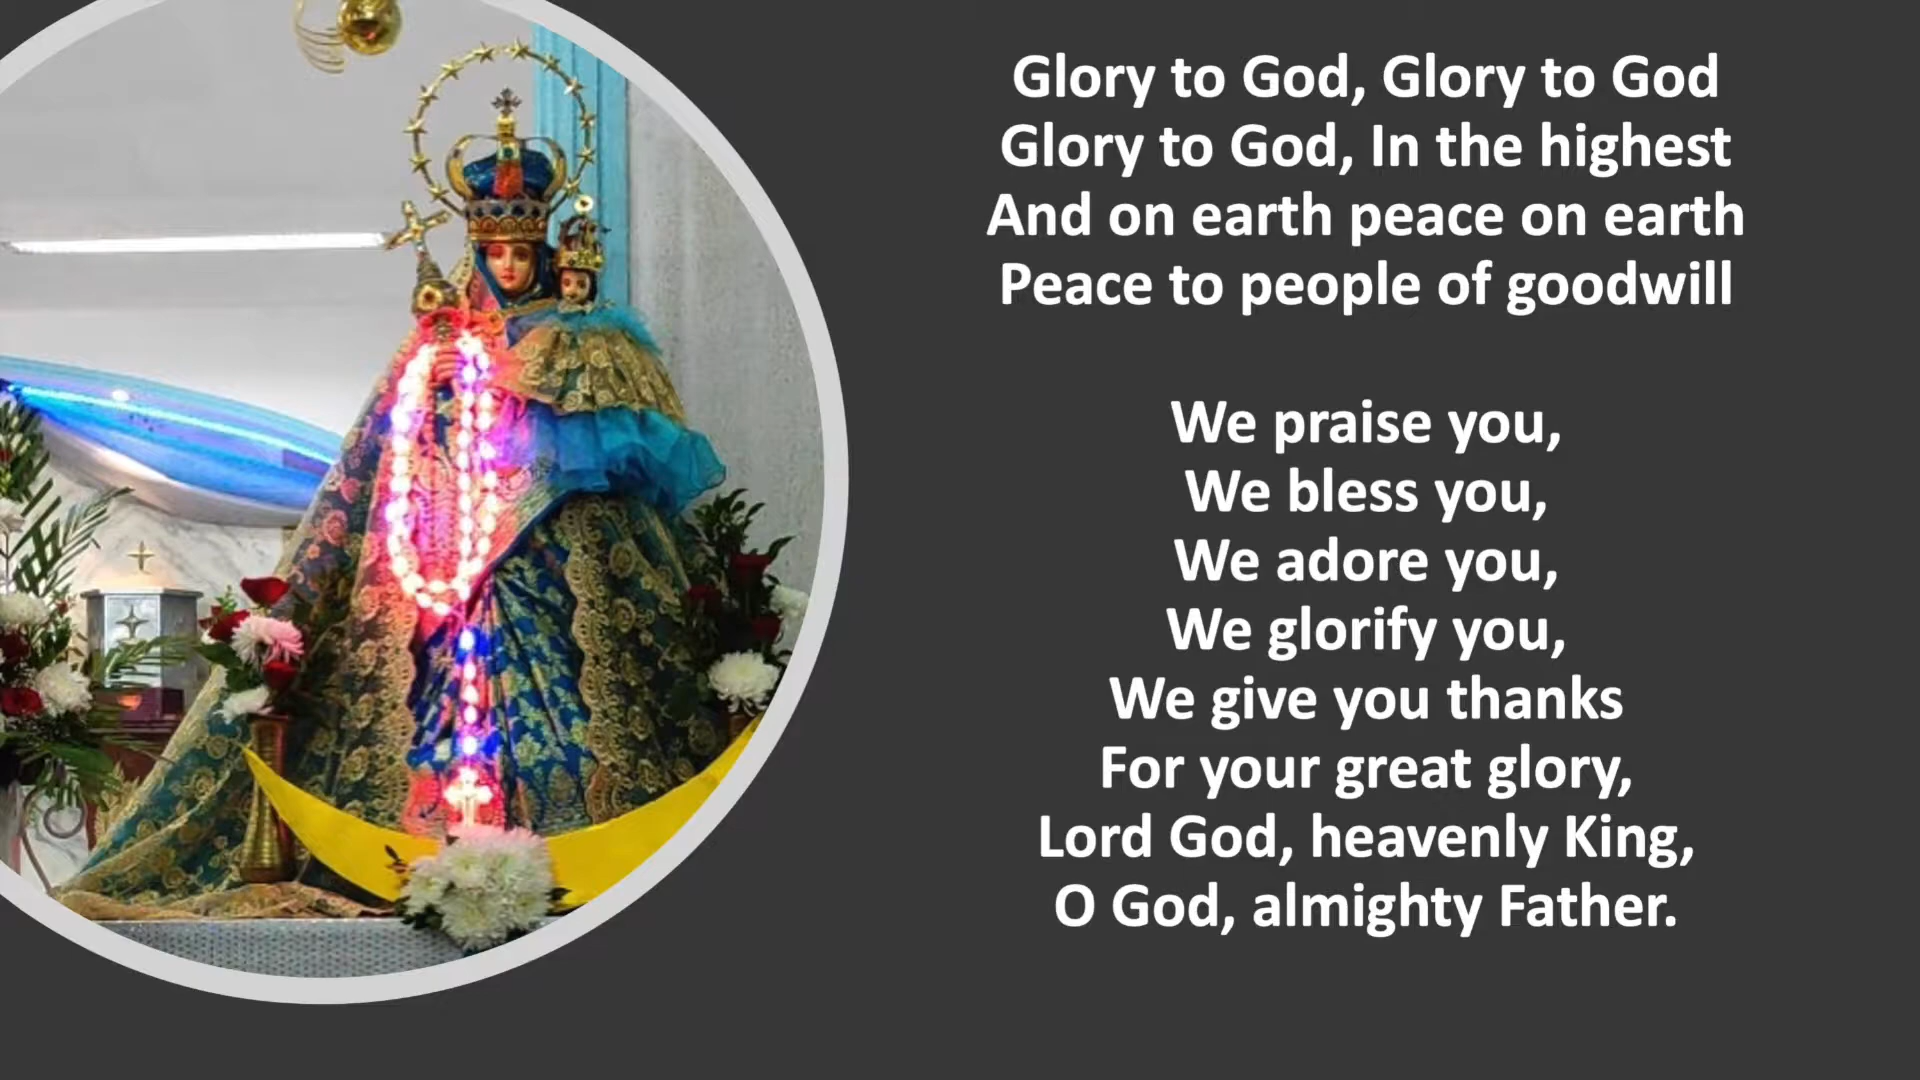 Glory to God, Glory to God
Glory to God, In the highest
And on earth peace on earth
Peace to people of goodwill
We praise you,
We bless you,
We adore you,
We glorify you,
We give you thanks
For your great glory,
Lord God, heavenly King,
O God, almighty Father.